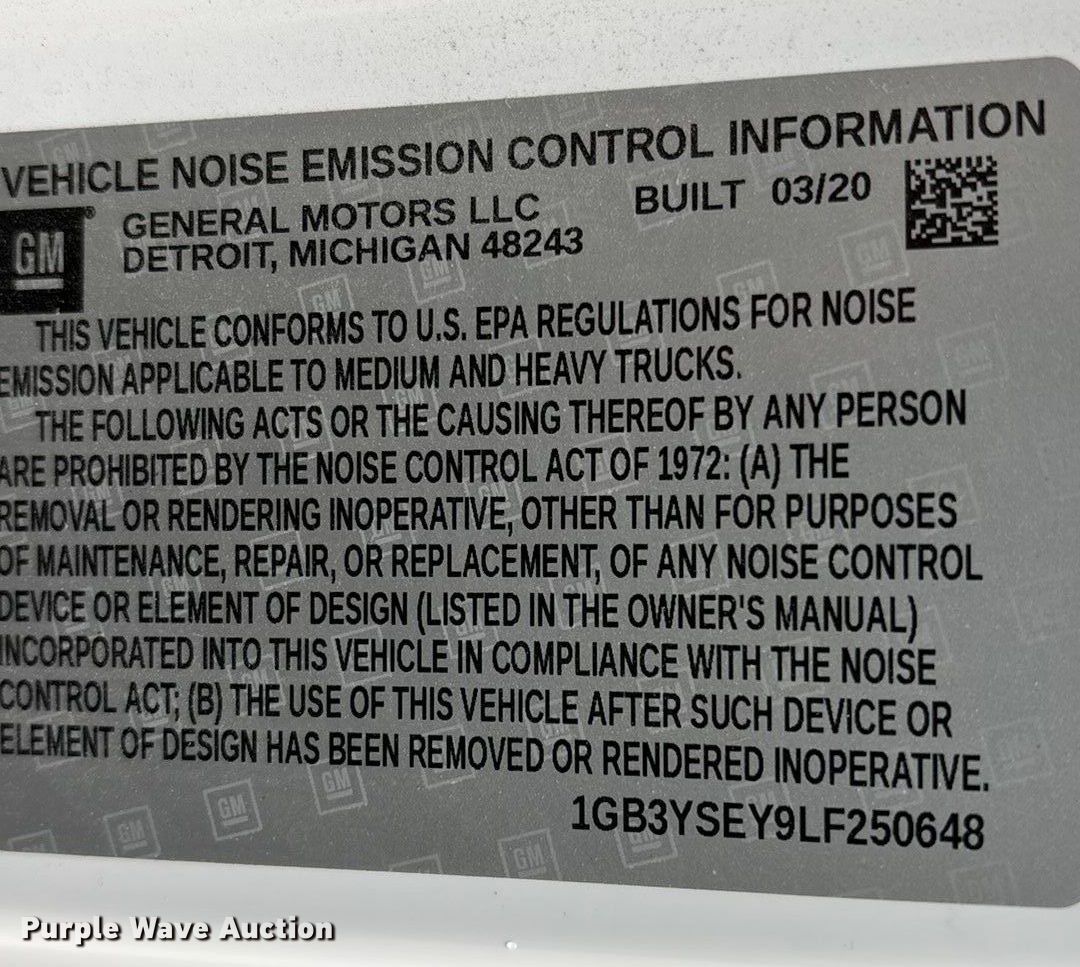 VEHICLE NOISE EMISSION CONTROL INFORMATION
GM®
GENERAL MOTORS LLC
DETROIT, MICHIGAN 48243
BUILT 03/20
THIS VEHICLE CONFORMS TO U.S. EPA REGULATIONS FOR NOISE
EMISSION APPLICABLE TO MEDIUM AND HEAVY TRUCKS.
THE FOLLOWING ACTS OR THE CAUSING THEREOF BY ANY PERSON
ARE PROHIBITED BY THE NOISE CONTROL ACT OF 1972: (A) THE
REMOVAL OR RENDERING INOPERATIVE, OTHER THAN FOR PURPOSES
OF MAINTENANCE, REPAIR, OR REPLACEMENT, OF ANY NOISE CONTROL
DEVICE OR ELEMENT OF DESIGN (LISTED IN THE OWNER'S MANUAL)
INCORPORATED INTO THIS VEHICLE IN COMPLIANCE WITH THE NOISE
CONTROL ACT; (B) THE USE OF THIS VEHICLE AFTER SUCH DEVICE OR
ELEMENT OF DESIGN HAS BEEN REMOVED OR RENDERED INOPERATIVE.
1GB3YSEY9LF250648
Purple Wave Auction